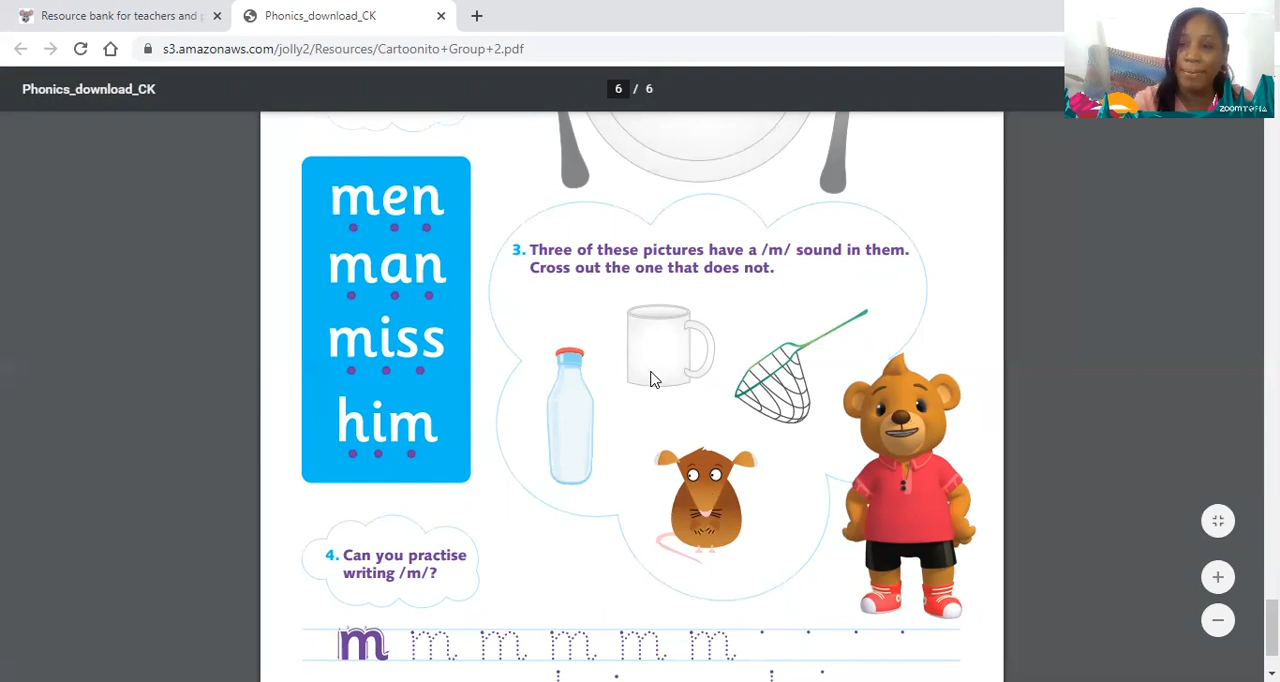 Resource bank for teachers and
Phonics_download_CK
s3.amazonaws.com/jolly2/Resources/Cartoonito+Group+2.pdf
Phonics_download_CK
6 / 6
zoomtopia
men
man
miss
him
3. Three of these pictures have a /m/ sound in them.
Cross out the one that does not.
4. Can you practise
writing /m/?
m m m m m m